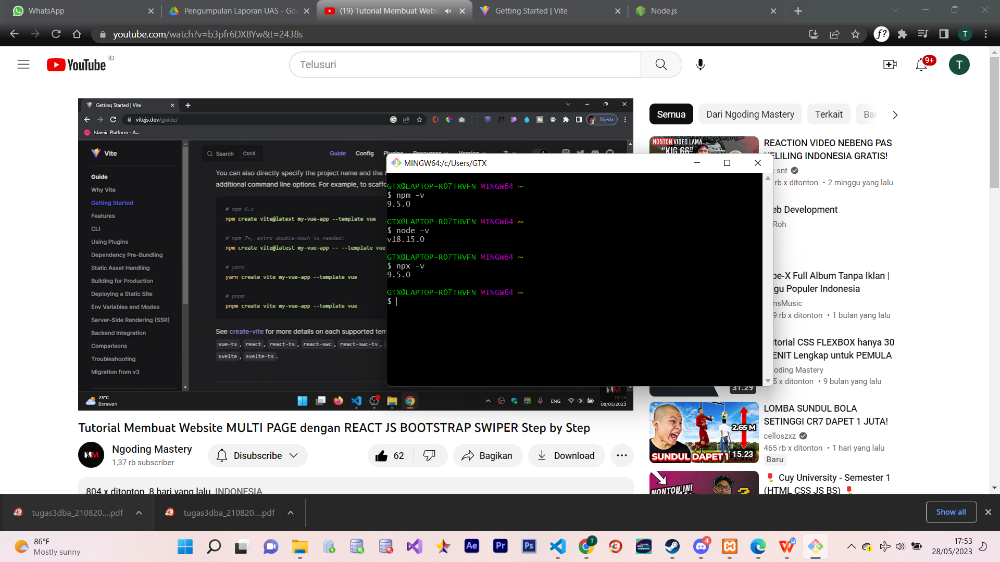 WhatsApp
Pengumpulan Laporan UAS - Goo
(19) Tutorial Membuat Webs
Getting Started | Vite
Node.js
youtube.com/watch?v=b3pfr6DXBYw&t=2438s
f?
T
YouTube ID
Telusuri
9+
T
Getting Started | Vite
vitejs.dev/guide/
Dijeda
Islamic Platform - A...
Vite
Search Ctrl K
Guide Config Plugins Resources Version
Guide
Why Vite
Getting Started
Features
CLI
Using Plugins
Dependency Pre-Bundling
Static Asset Handling
Building for Production
Deploying a Static Site
Env Variables and Modes
Server-Side Rendering (SSR)
Backend Integration
Comparisons
Troubleshooting
Migration from v3
You can also directly specify the project name and the t
additional command line options. For example, to scaffo
# npm 6.x
npm create vite@latest my-vue-app --template vue
# npm 7+, extra double-dash is needed:
npm create vite@latest my-vue-app -- --template vue
# yarn
yarn create vite my-vue-app --template vue
# pnpm
pnpm create vite my-vue-app --template vue
See create-vite for more details on each supported tem
vue-ts , react , react-ts , react-swc , react-swc-ts ,
svelte , svelte-ts .
25°C
Berawan
ENG
NM
10:18
08/05/2023
MINGW64:/c/Users/GTX
GTX@LAPTOP-RO7THVFN MINGW64 ~
$ npm -v
9.5.0
GTX@LAPTOP-RO7THVFN MINGW64 ~
$ node -v
v18.15.0
GTX@LAPTOP-RO7THVFN MINGW64 ~
$ npx -v
9.5.0
GTX@LAPTOP-RO7THVFN MINGW64 ~
$
Semua
Dari Ngoding Mastery
Terkait
Bar
NONTON VIDEO LAMA
"KIG 66"
REACTION VIDEO NEBENG PAS
KELILING INDONESIA GRATIS!
snt
rb x ditonton • 2 minggu yang lalu
eb Development
Roh
pe-X Full Album Tanpa Iklan |
gu Populer Indonesia
nsMusic
9 rb x ditonton • 1 bulan yang lalu
torial CSS FLEXBOX hanya 30
ENIT Lengkap untuk PEMULA
oding Mastery
5 x ditonton • 9 bulan yang lalu
31.29
LOMBA SUNDUL BOLA
SETINGGI CR7 DAPET 1 JUTA!
celloszxz
465 rb x ditonton • 1 hari yang lalu
Baru
2.65 M
SUNDUL DAPET 1
15.23
Cuy University - Semester 1
(HTML CSS JS BS)
NONTON INI
Tutorial Membuat Website MULTI PAGE dengan REACT JS BOOTSTRAP SWIPER Step by Step
NM
Ngoding Mastery
1,37 rb subscriber
Disubscribe
62
Bagikan
Download
804 x ditonton 8 hari yang lalu INDONESIA
tugas3dba_210820....pdf
tugas3dba_210820....pdf
Show all
86°F
Mostly sunny
Ae
Pr
Ps
T
4
17:53
28/05/2023